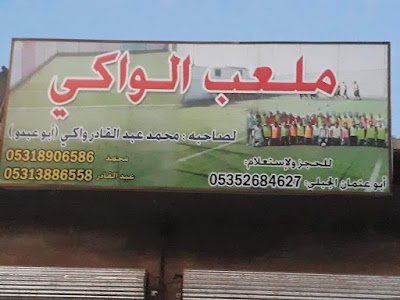 ملعب الواكي
لصاحبه : محمد عبد القادر واكي (أبو عبدو)
محمد 05318906586
عبد القادر 05313886558
للحجز ولإستعلام:
أبو عثمان الجبلي: 05352684627